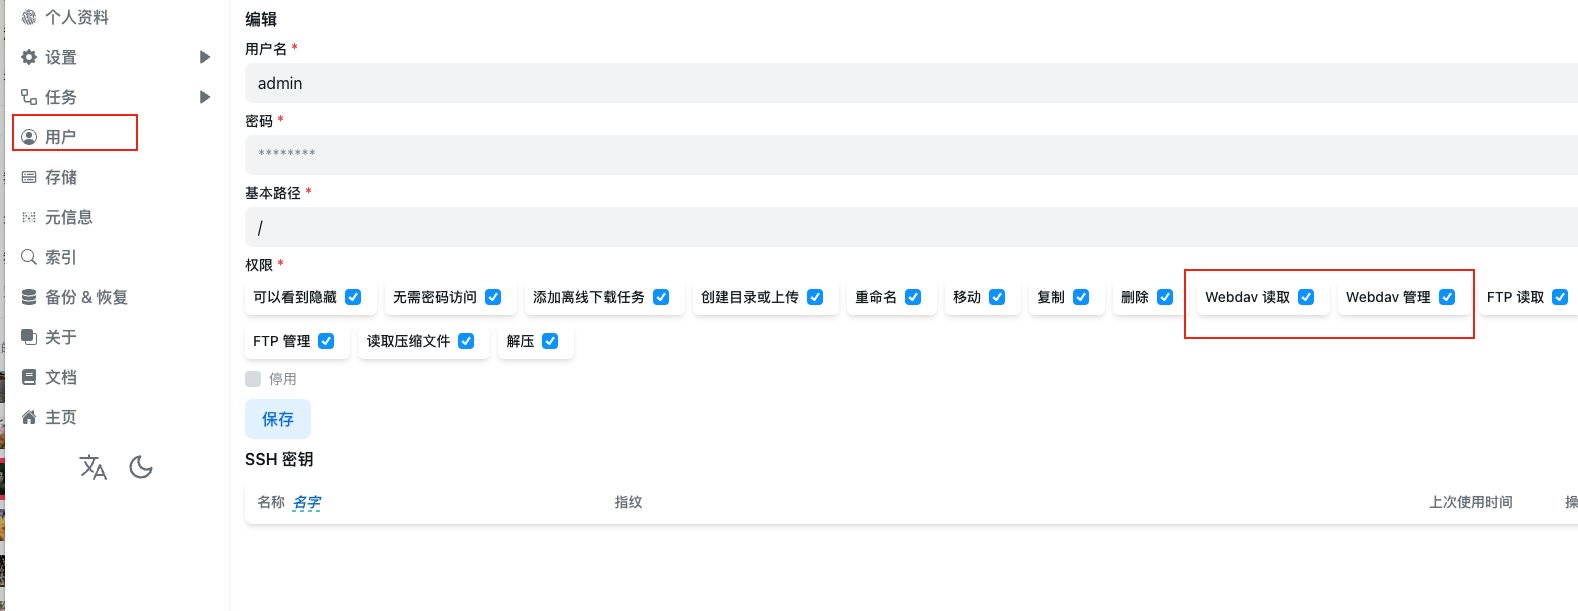 个人资料
设置
任务
用户
存储
元信息
索引
备份 & 恢复
关于
文档
主页
编辑
用户名 *
admin
密码 *
********
基本路径 *
/
权限 *
可以看到隐藏 无需密码访问 添加离线下载任务 创建目录或上传 重命名 移动 复制 删除 Webdav 读取 Webdav 管理 FTP 读取
FTP 管理 读取压缩文件 解压
停用
保存
SSH 密钥
名称 名字 指纹 上次使用时间 操